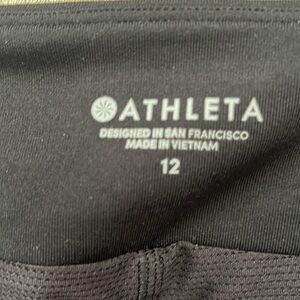 ATHLETA
DESIGNED IN SAN FRANCISCO
MADE IN VIETNAM
12